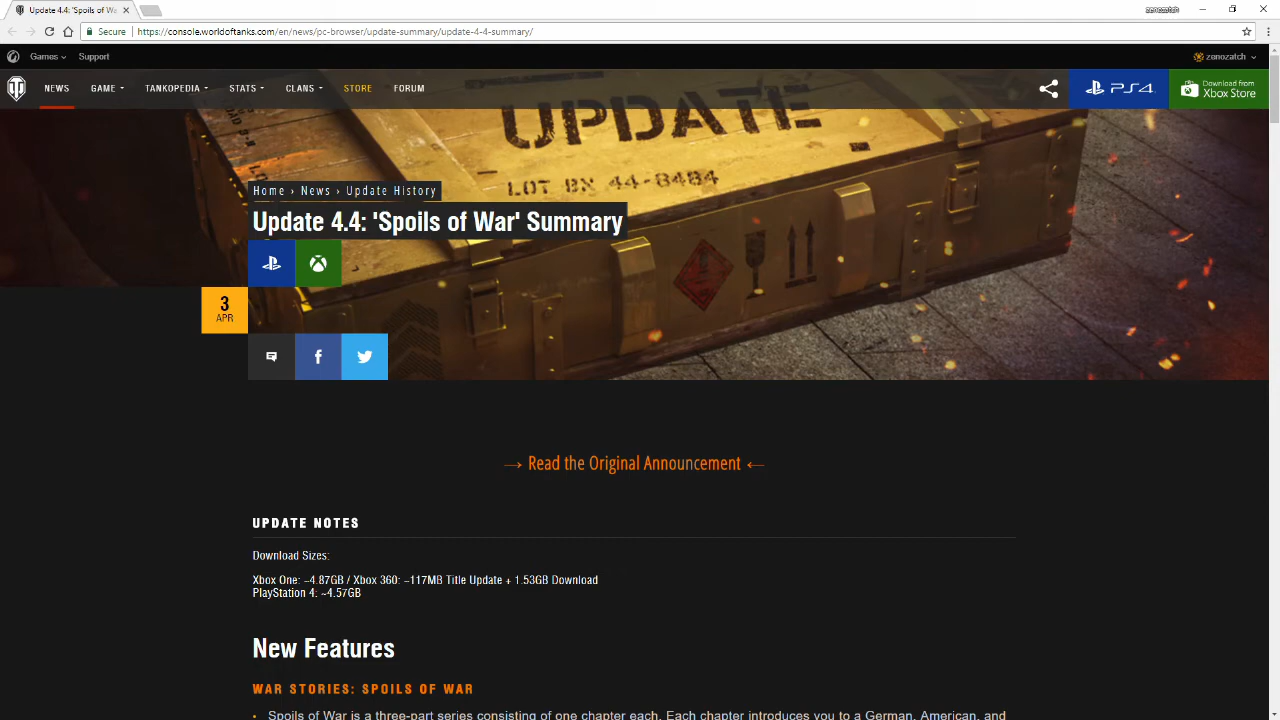 Update 4.4: 'Spoils of Wa
zenozatch
Secure
https://console.worldoftanks.com/en/news/pc-browser/update-summary/update-4-4-summary/
Games Support
zenozatch
NEWS GAME TANKOPEDIA STATS CLANS STORE FORUM
PS4
Download from
Xbox Store
UPDATE
LOT BX 44-8484
Home › News › Update History
Update 4.4: 'Spoils of War' Summary
3
APR
→ Read the Original Announcement ←
UPDATE NOTES
Download Sizes:
Xbox One: ~4.87GB / Xbox 360: ~117MB Title Update + 1.53GB Download
PlayStation 4: ~4.57GB
New Features
WAR STORIES: SPOILS OF WAR
• Spoils of War is a three-part series consisting of one chapter each. Each chapter introduces you to a German, American, and